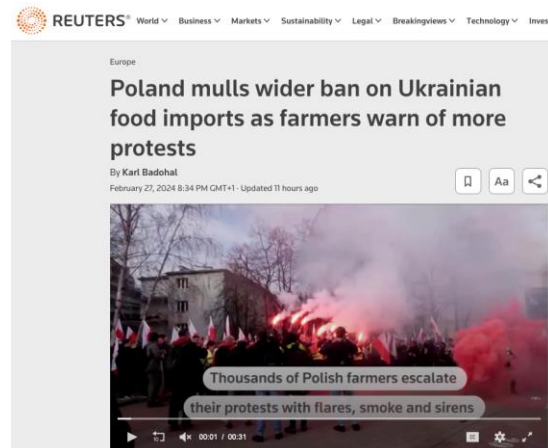 REUTERS®
World Business Markets Sustainability Legal Breakingviews Technology Inves
Europe
Poland mulls wider ban on Ukrainian
food imports as farmers warn of more
protests
By Karl Badohal
February 27, 2024 8:34 PM GMT+1 · Updated 11 hours ago
Aa
Thousands of Polish farmers escalate
their protests with flares, smoke and sirens
10
00:01 / 00:31